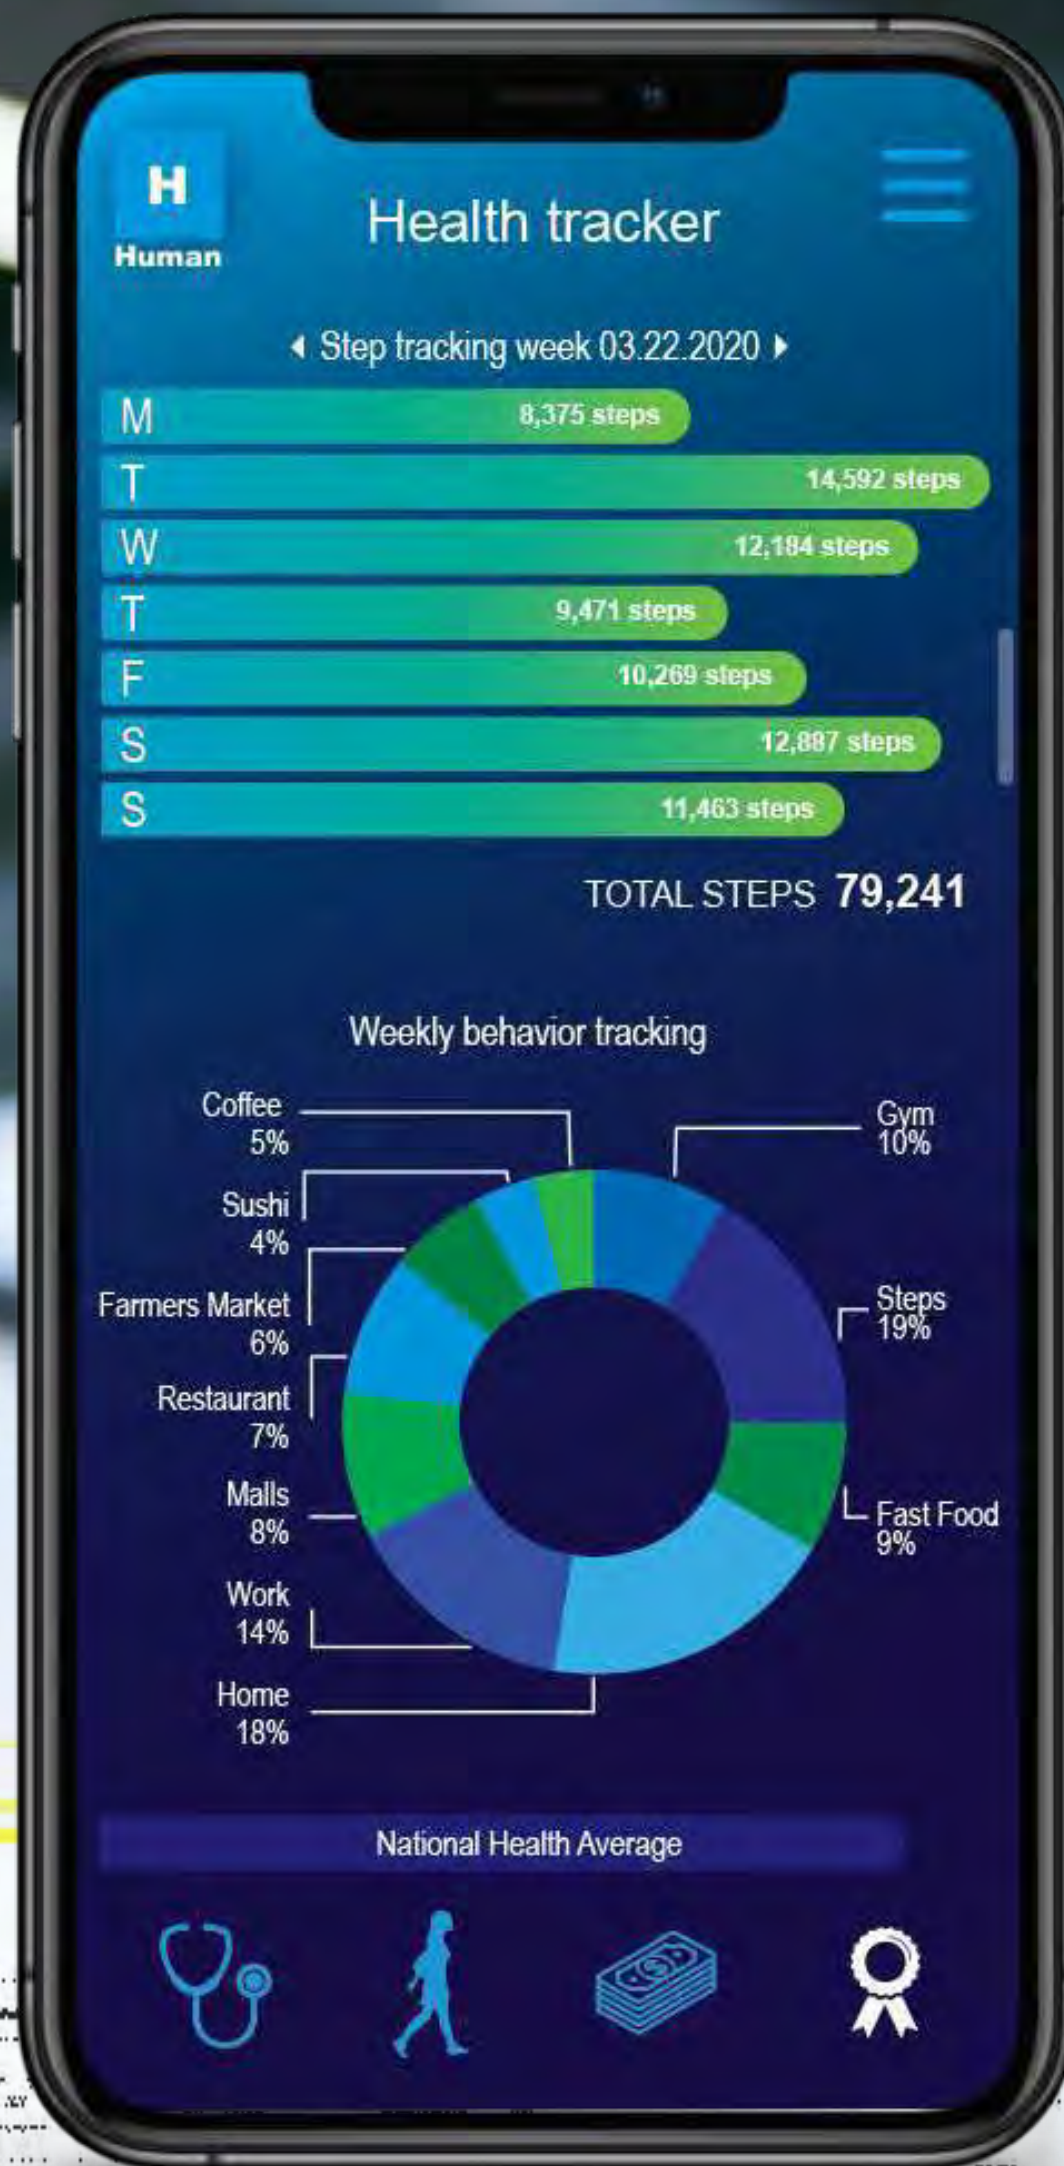 H
Human
Health tracker
Step tracking week 03.22.2020
M 8,375 steps
T 14,592 steps
W 12,184 steps
T 9,471 steps
F 10,269 steps
S 12,887 steps
S 11,463 steps
TOTAL STEPS 79,241
Weekly behavior tracking
Coffee
5%
Sushi
4%
Farmers Market
6%
Restaurant
7%
Malls
8%
Work
14%
Home
18%
Gym
10%
Steps
19%
Fast Food
9%
National Health Average